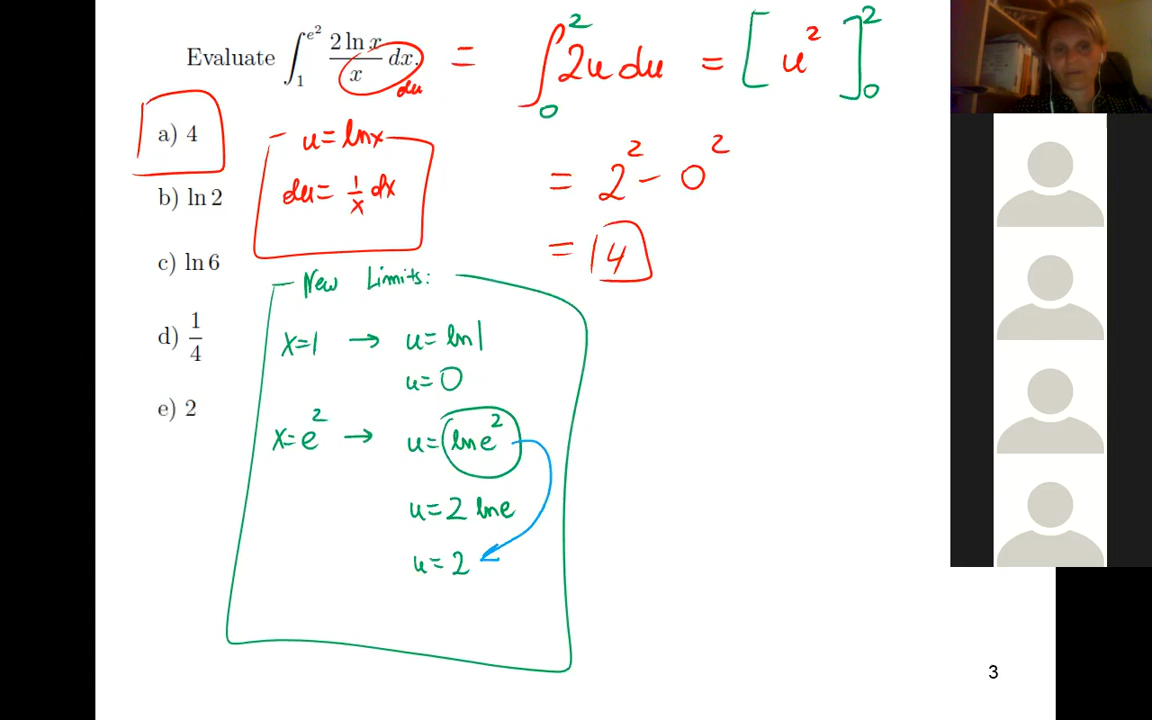 Evaluate ∫₁^{e²} (2 ln x / x) dx. = ∫₀² 2u du = [u²]₀²
du
a) 4
u = ln x
du = 1/x dx
= 2² - 0²
= 4
b) ln 2
c) ln 6
d) 1/4
e) 2
New Limits:
x=1 → u = ln 1
u = 0
x = e² → u = ln e²
u = 2 ln e
u = 2
3